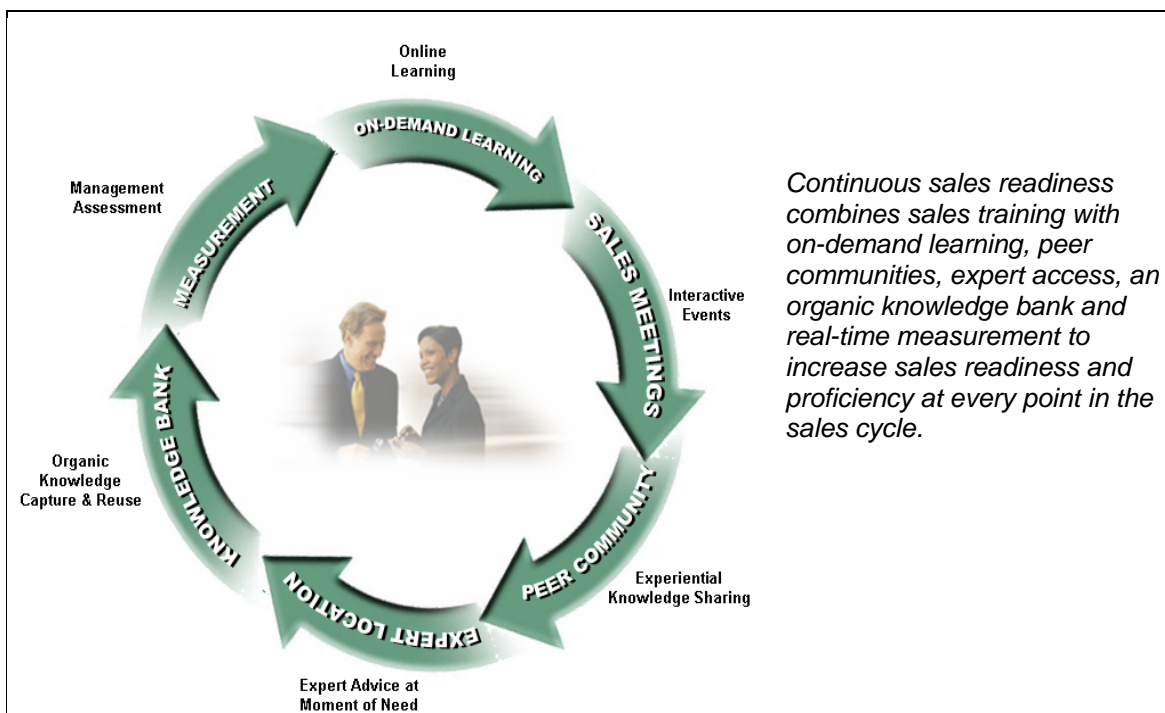 Online
Learning
ON-DEMAND LEARNING
SALES MEETINGS
Interactive
Events
PEER COMMUNITY
Experiential
Knowledge Sharing
EXPERT LOCATION
Expert Advice at
Moment of Need
KNOWLEDGE BANK
Organic
Knowledge
Capture & Reuse
MEASUREMENT
Management
Assessment
Continuous sales readiness
combines sales training with
on-demand learning, peer
communities, expert access, an
organic knowledge bank and
real-time measurement to
increase sales readiness and
proficiency at every point in the
sales cycle.